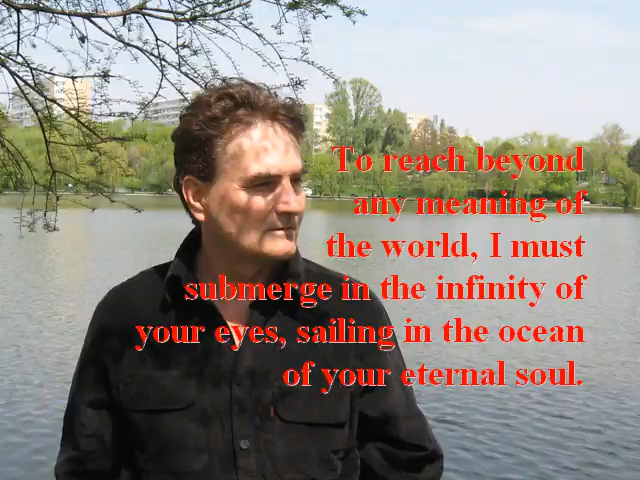 To reach beyond
any meaning of
the world, I must
submerge in the infinity of
your eyes, sailing in the ocean
of your eternal soul.